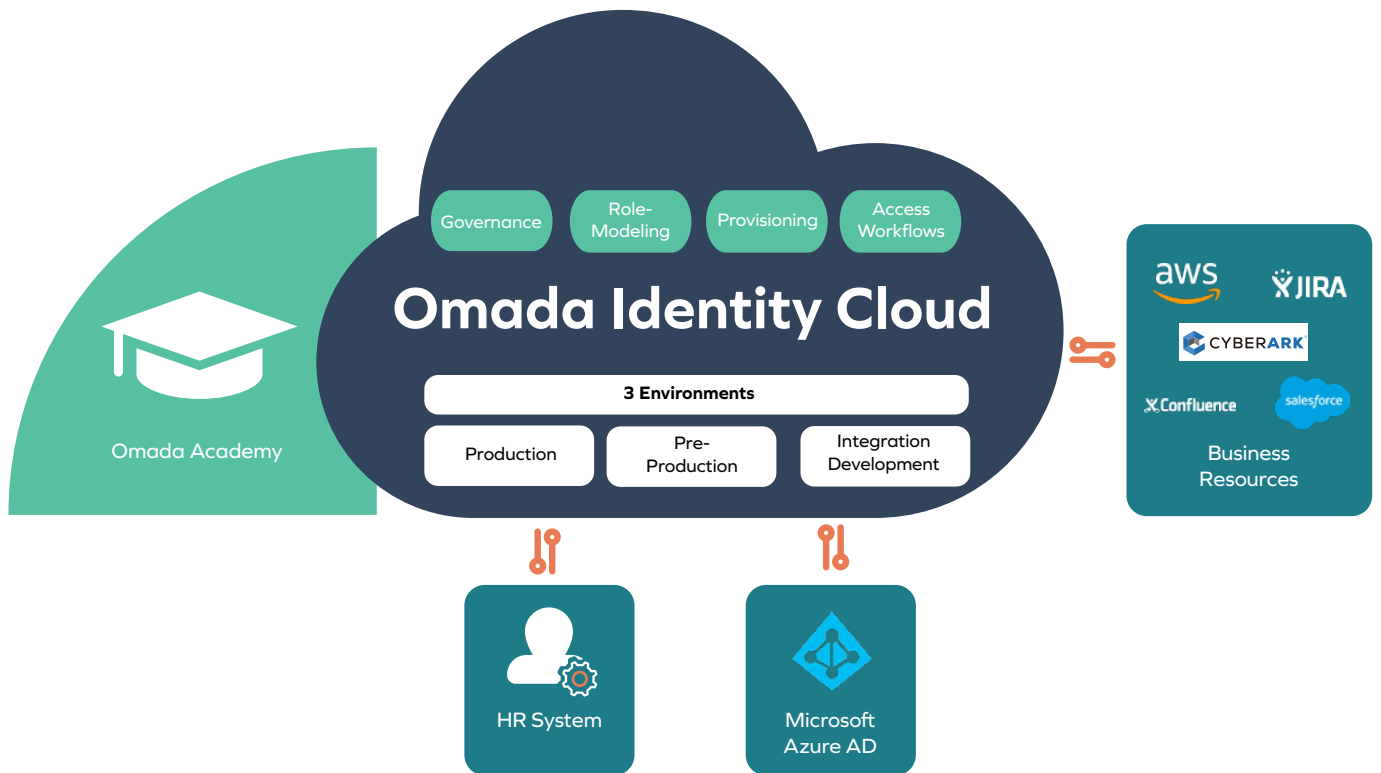 Governance
Role-
Modeling
Provisioning
Access
Workflows
Omada Identity Cloud
3 Environments
Production
Pre-
Production
Integration
Development
Omada Academy
aws
JIRA
CYBERARK
Confluence
salesforce
Business
Resources
HR System
Microsoft
Azure AD